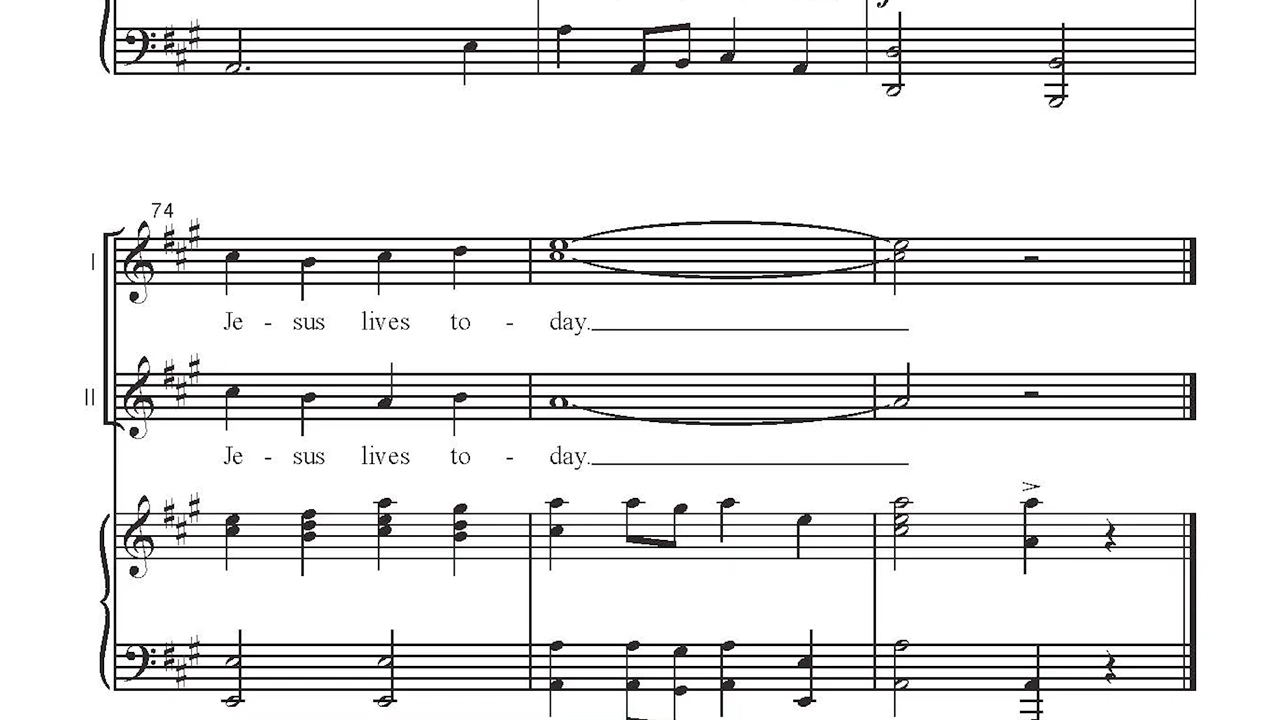 74
I
Je - sus lives to - day.
II
Je - sus lives to - day.